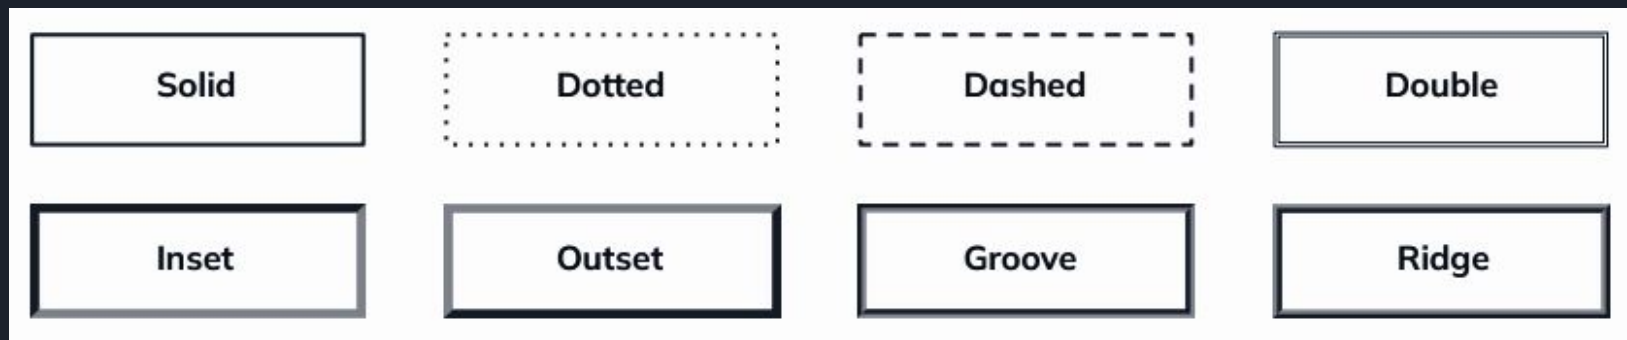 Solid
Dotted
Dashed
Double
Inset
Outset
Groove
Ridge